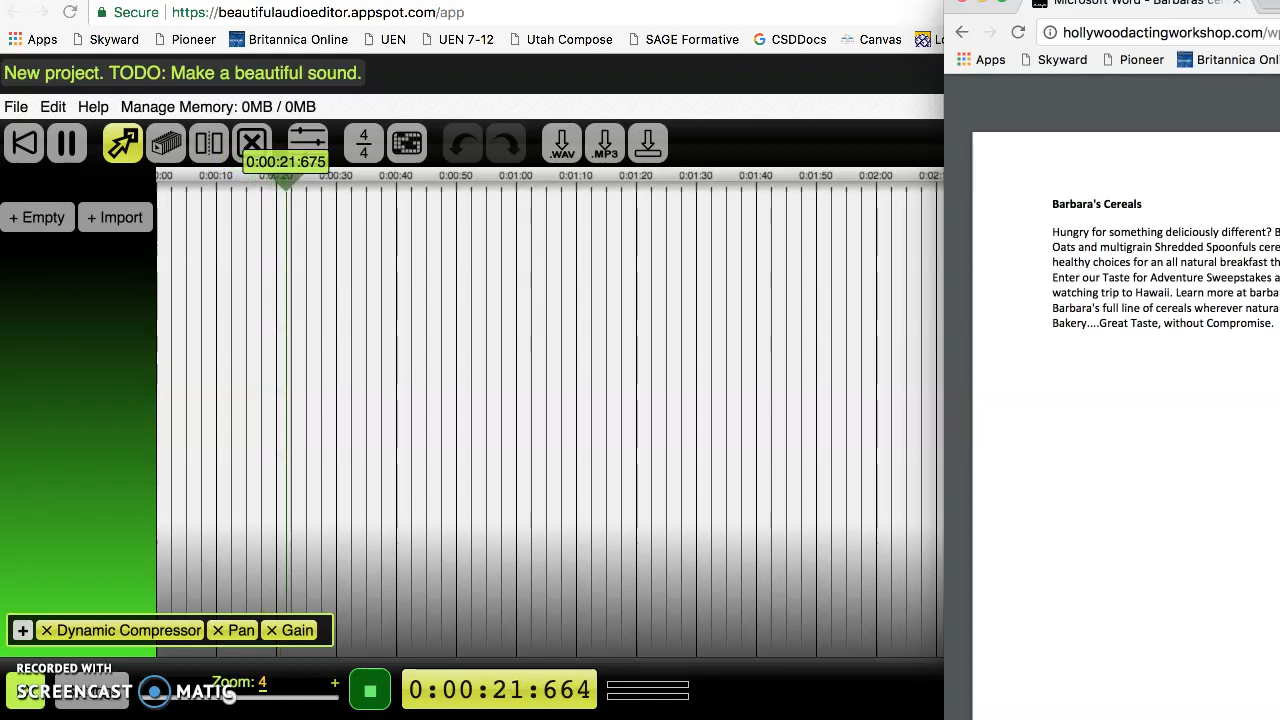 Secure https://beautifulaudioeditor.appspot.com/app
Apps Skyward Pioneer Britannica Online UEN UEN 7-12 Utah Compose SAGE Formative CSDDocs Canvas
New project. TODO: Make a beautiful sound.
File Edit Help Manage Memory: 0MB / 0MB
4
4
.WAV .MP3
0:00:21:675
0:00:10 0:00:30 0:00:40 0:00:50 0:01:00 0:01:10 0:01:20 0:01:30 0:01:40 0:01:50 0:02:00
+ Empty + Import
+ × Dynamic Compressor × Pan × Gain
RECORDED WITH
SCREENCAST MATIC
Zoom: 4 +
0:00:21:664
Microsoft Word - Barbaras cer
hollywoodactingworkshop.com/wp
Apps Skyward Pioneer Britannica Onl
Barbara's Cereals
Hungry for something deliciously different? B
Oats and multigrain Shredded Spoonfuls cere
healthy choices for an all natural breakfast th
Enter our Taste for Adventure Sweepstakes a
watching trip to Hawaii. Learn more at barba
Barbara's full line of cereals wherever natura
Bakery....Great Taste, without Compromise.